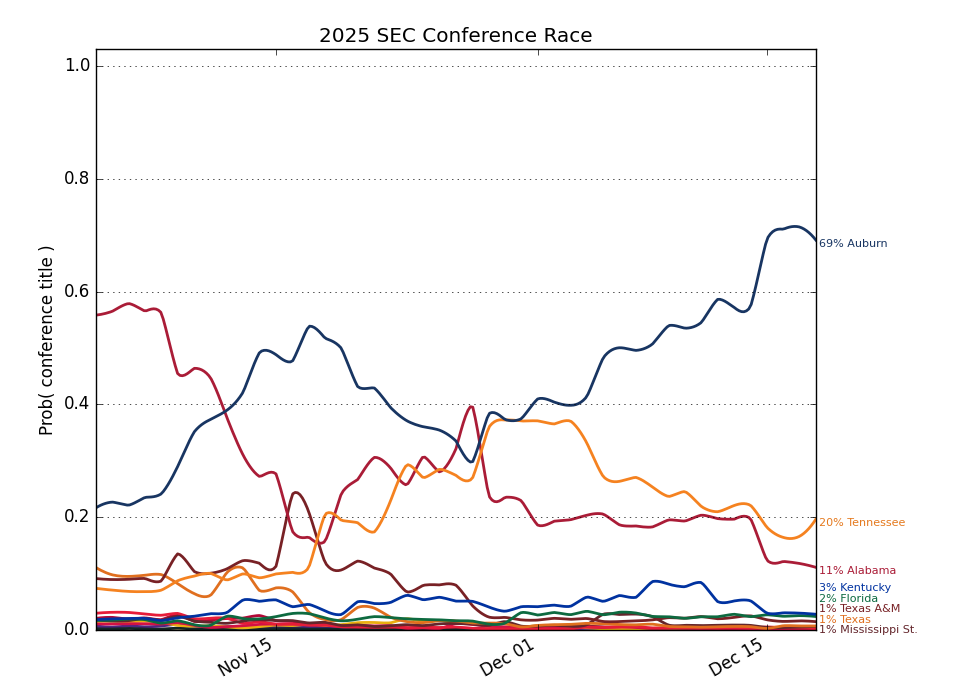 2025 SEC Conference Race
Prob( conference title )
1.0
0.8
0.6
0.4
0.2
0.0
Nov 15
Dec 01
Dec 15
69% Auburn
20% Tennessee
11% Alabama
3% Kentucky
2% Florida
1% Texas A&M
1% Texas
1% Mississippi St.